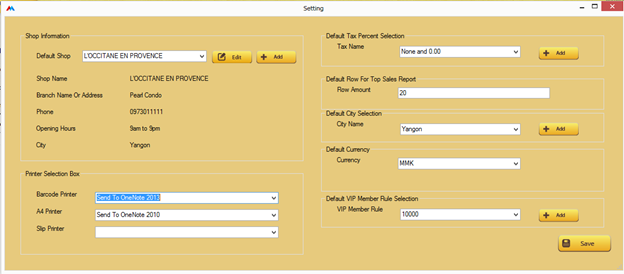 Setting
Shop Information
Default Shop L'OCCITANE EN PROVENCE Edit Add
Shop Name L'OCCITANE EN PROVENCE
Branch Name Or Address Pearl Condo
Phone 0973011111
Opening Hours 9am to 9pm
City Yangon
Printer Selection Box
Barcode Printer Send To OneNote 2013
A4 Printer Send To OneNote 2010
Slip Printer
Default Tax Percent Selection
Tax Name None and 0.00 Add
Default Row For Top Sales Report
Row Amount 20
Default City Selection
City Name Yangon Add
Default Currency
Currency MMK
Default VIP Member Rule Selection
VIP Member Rule 10000 Add
Save